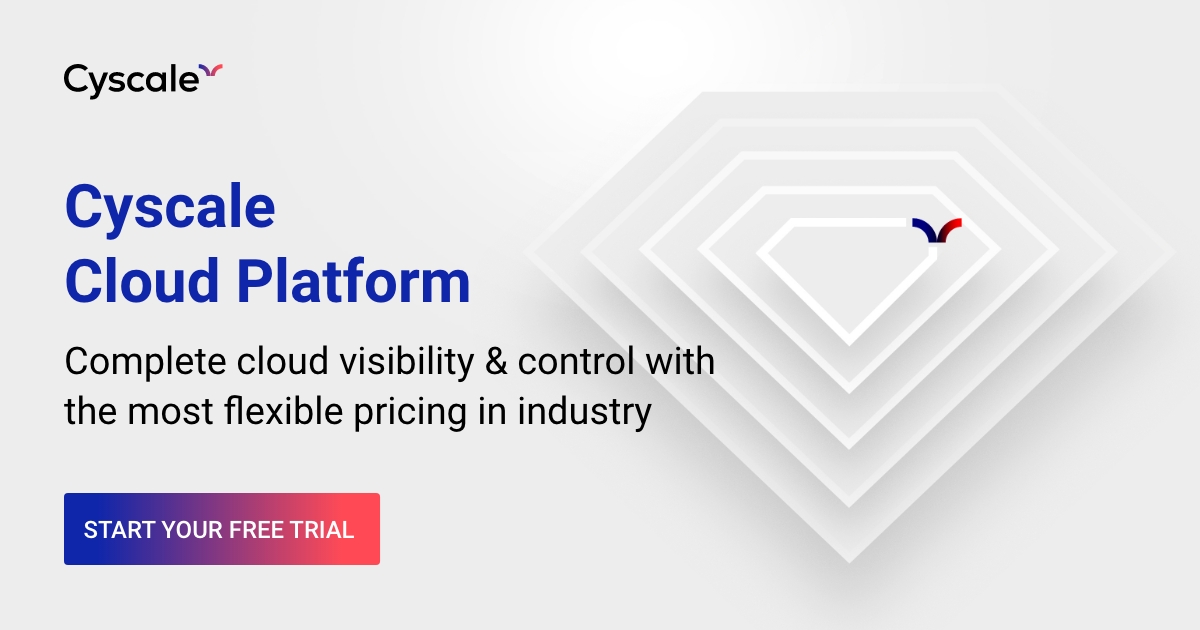 Cyscale
Cyscale
Cloud Platform
Complete cloud visibility & control with
the most flexible pricing in industry
START YOUR FREE TRIAL